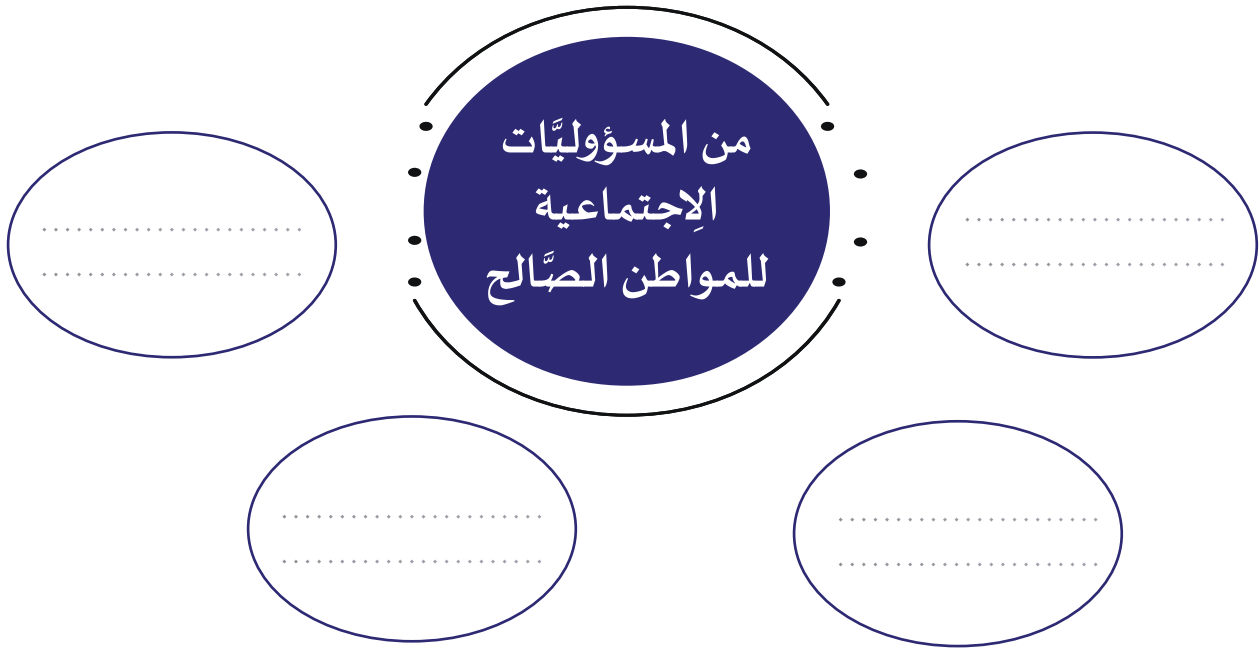 من المسؤوليَّات
الِاجتماعية
للمواطن الصَّالح